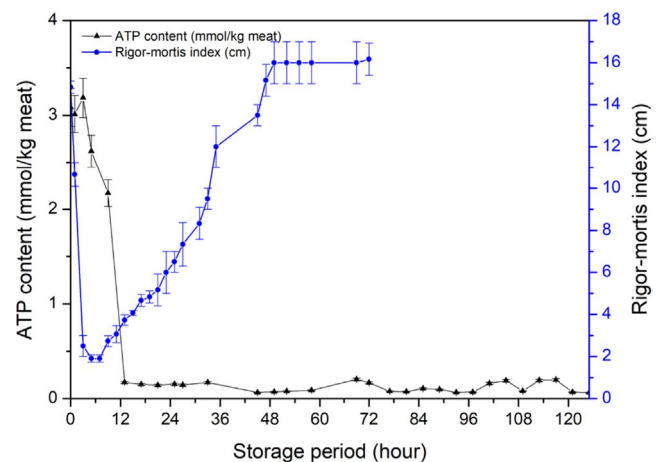 ATP content (mmol/kg meat)
Rigor-mortis index (cm)
4
3
2
1
0
ATP content (mmol/kg meat)
18
16
14
12
10
8
6
4
2
0
Rigor-mortis index (cm)
0 12 24 36 48 60 72 84 96 108 120
Storage period (hour)